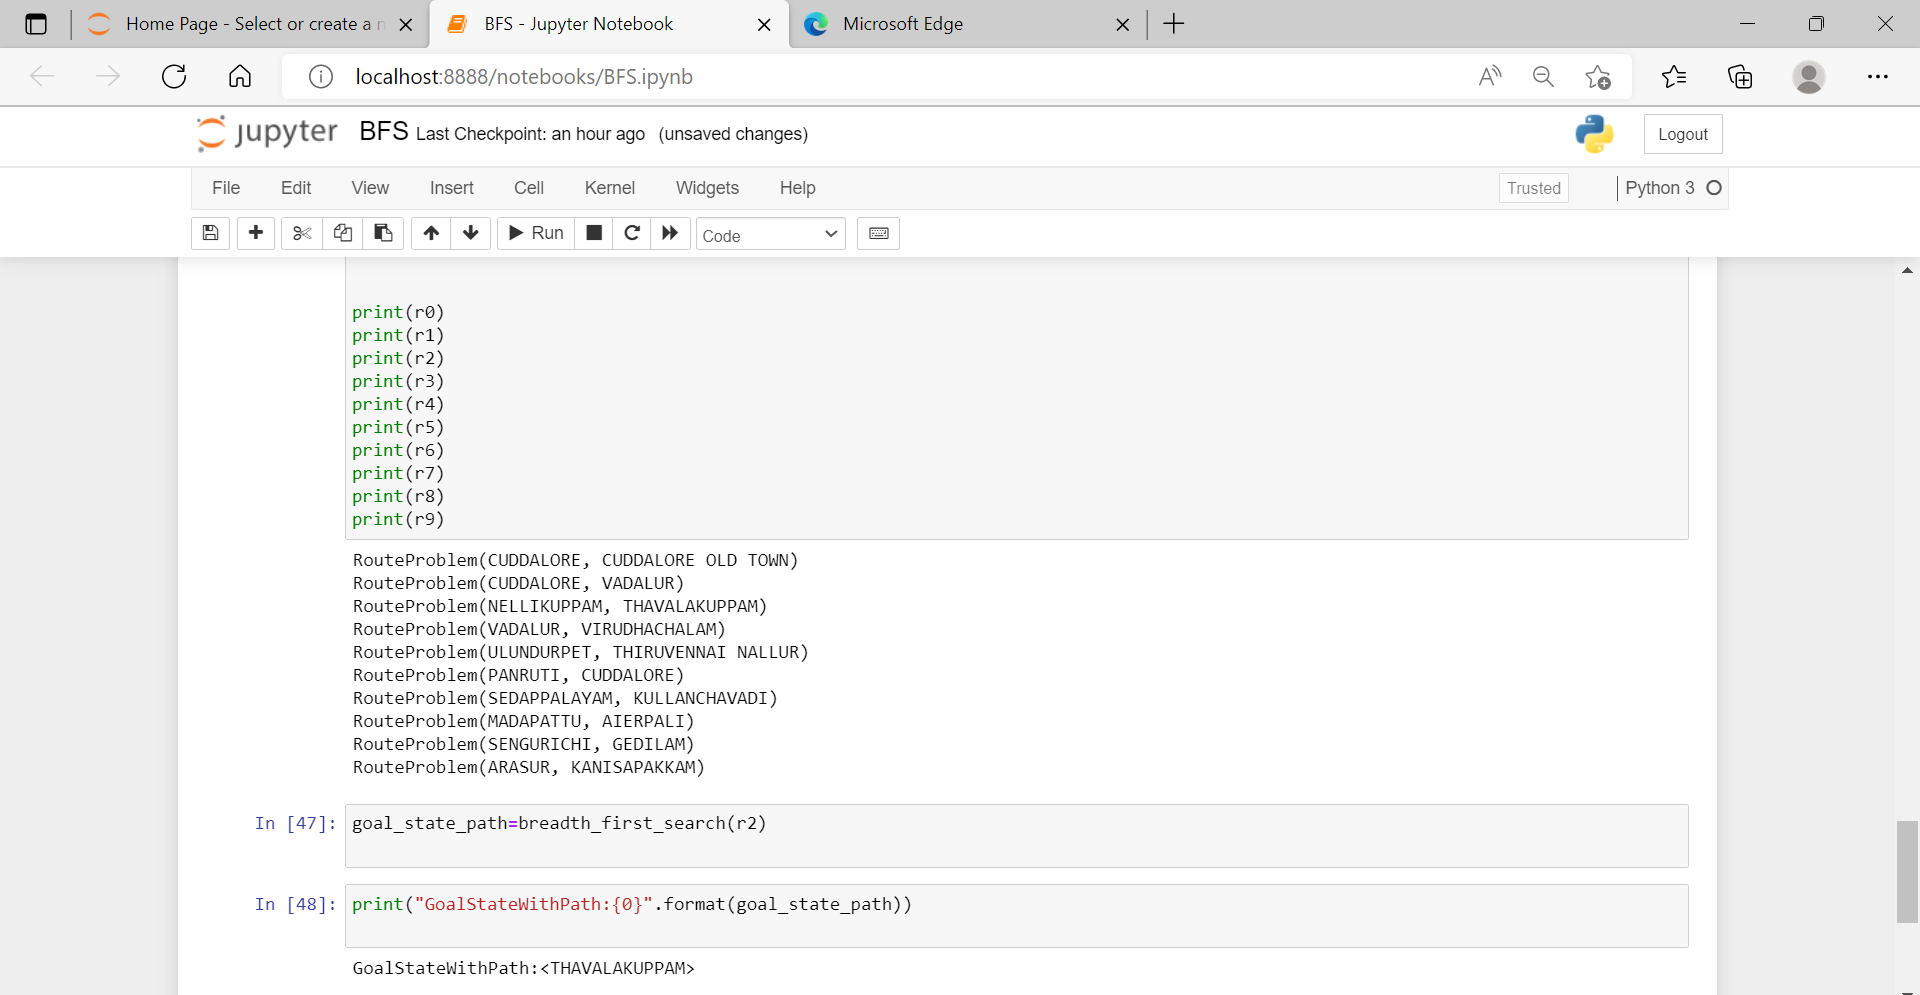 Home Page - Select or create a n
BFS - Jupyter Notebook
Microsoft Edge
localhost:8888/notebooks/BFS.ipynb
jupyter BFS Last Checkpoint: an hour ago (unsaved changes)
Logout
File Edit View Insert Cell Kernel Widgets Help
Trusted
Python 3
Run
Code
print(r0)
print(r1)
print(r2)
print(r3)
print(r4)
print(r5)
print(r6)
print(r7)
print(r8)
print(r9)
RouteProblem(CUDDALORE, CUDDALORE OLD TOWN)
RouteProblem(CUDDALORE, VADALUR)
RouteProblem(NELLIKUPPAM, THAVALAKUPPAM)
RouteProblem(VADALUR, VIRUDHACHALAM)
RouteProblem(ULUNDURPET, THIRUVENNAI NALLUR)
RouteProblem(PANRUTI, CUDDALORE)
RouteProblem(SEDAPPALAYAM, KULLANCHAVADI)
RouteProblem(MADAPATTU, AIERPALI)
RouteProblem(SENGURICHI, GEDILAM)
RouteProblem(ARASUR, KANISAPAKKAM)
In [47]: goal_state_path=breadth_first_search(r2)
In [48]: print("GoalStateWithPath:{0}".format(goal_state_path))
GoalStateWithPath:<THAVALAKUPPAM>